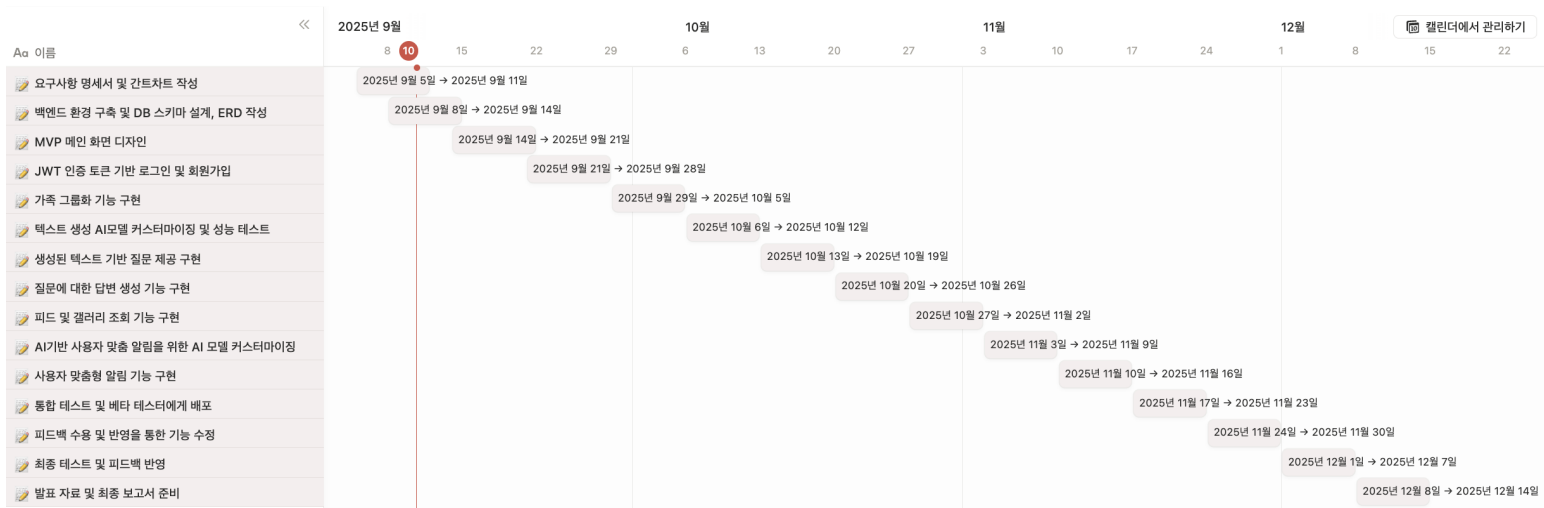 2025년 9월 10월 11월 12월 캘린더에서 관리하기
Aa 이름 8 10 15 22 29 6 13 20 27 3 10 17 24 1 8 15 22
요구사항 명세서 및 간트차트 작성 2025년 9월 5일 → 2025년 9월 11일
백엔드 환경 구축 및 DB 스키마 설계, ERD 작성 2025년 9월 8일 → 2025년 9월 14일
MVP 메인 화면 디자인 2025년 9월 14일 → 2025년 9월 21일
JWT 인증 토큰 기반 로그인 및 회원가입 2025년 9월 21일 → 2025년 9월 28일
가족 그룹화 기능 구현 2025년 9월 29일 → 2025년 10월 5일
텍스트 생성 AI모델 커스터마이징 및 성능 테스트 2025년 10월 6일 → 2025년 10월 12일
생성된 텍스트 기반 질문 제공 구현 2025년 10월 13일 → 2025년 10월 19일
질문에 대한 답변 생성 기능 구현 2025년 10월 20일 → 2025년 10월 26일
피드 및 갤러리 조회 기능 구현 2025년 10월 27일 → 2025년 11월 2일
AI기반 사용자 맞춤 알림을 위한 AI 모델 커스터마이징 2025년 11월 3일 → 2025년 11월 9일
사용자 맞춤형 알림 기능 구현 2025년 11월 10일 → 2025년 11월 16일
통합 테스트 및 베타 테스터에게 배포 2025년 11월 17일 → 2025년 11월 23일
피드백 수용 및 반영을 통한 기능 수정 2025년 11월 24일 → 2025년 11월 30일
최종 테스트 및 피드백 반영 2025년 12월 1일 → 2025년 12월 7일
발표 자료 및 최종 보고서 준비 2025년 12월 8일 → 2025년 12월 14일